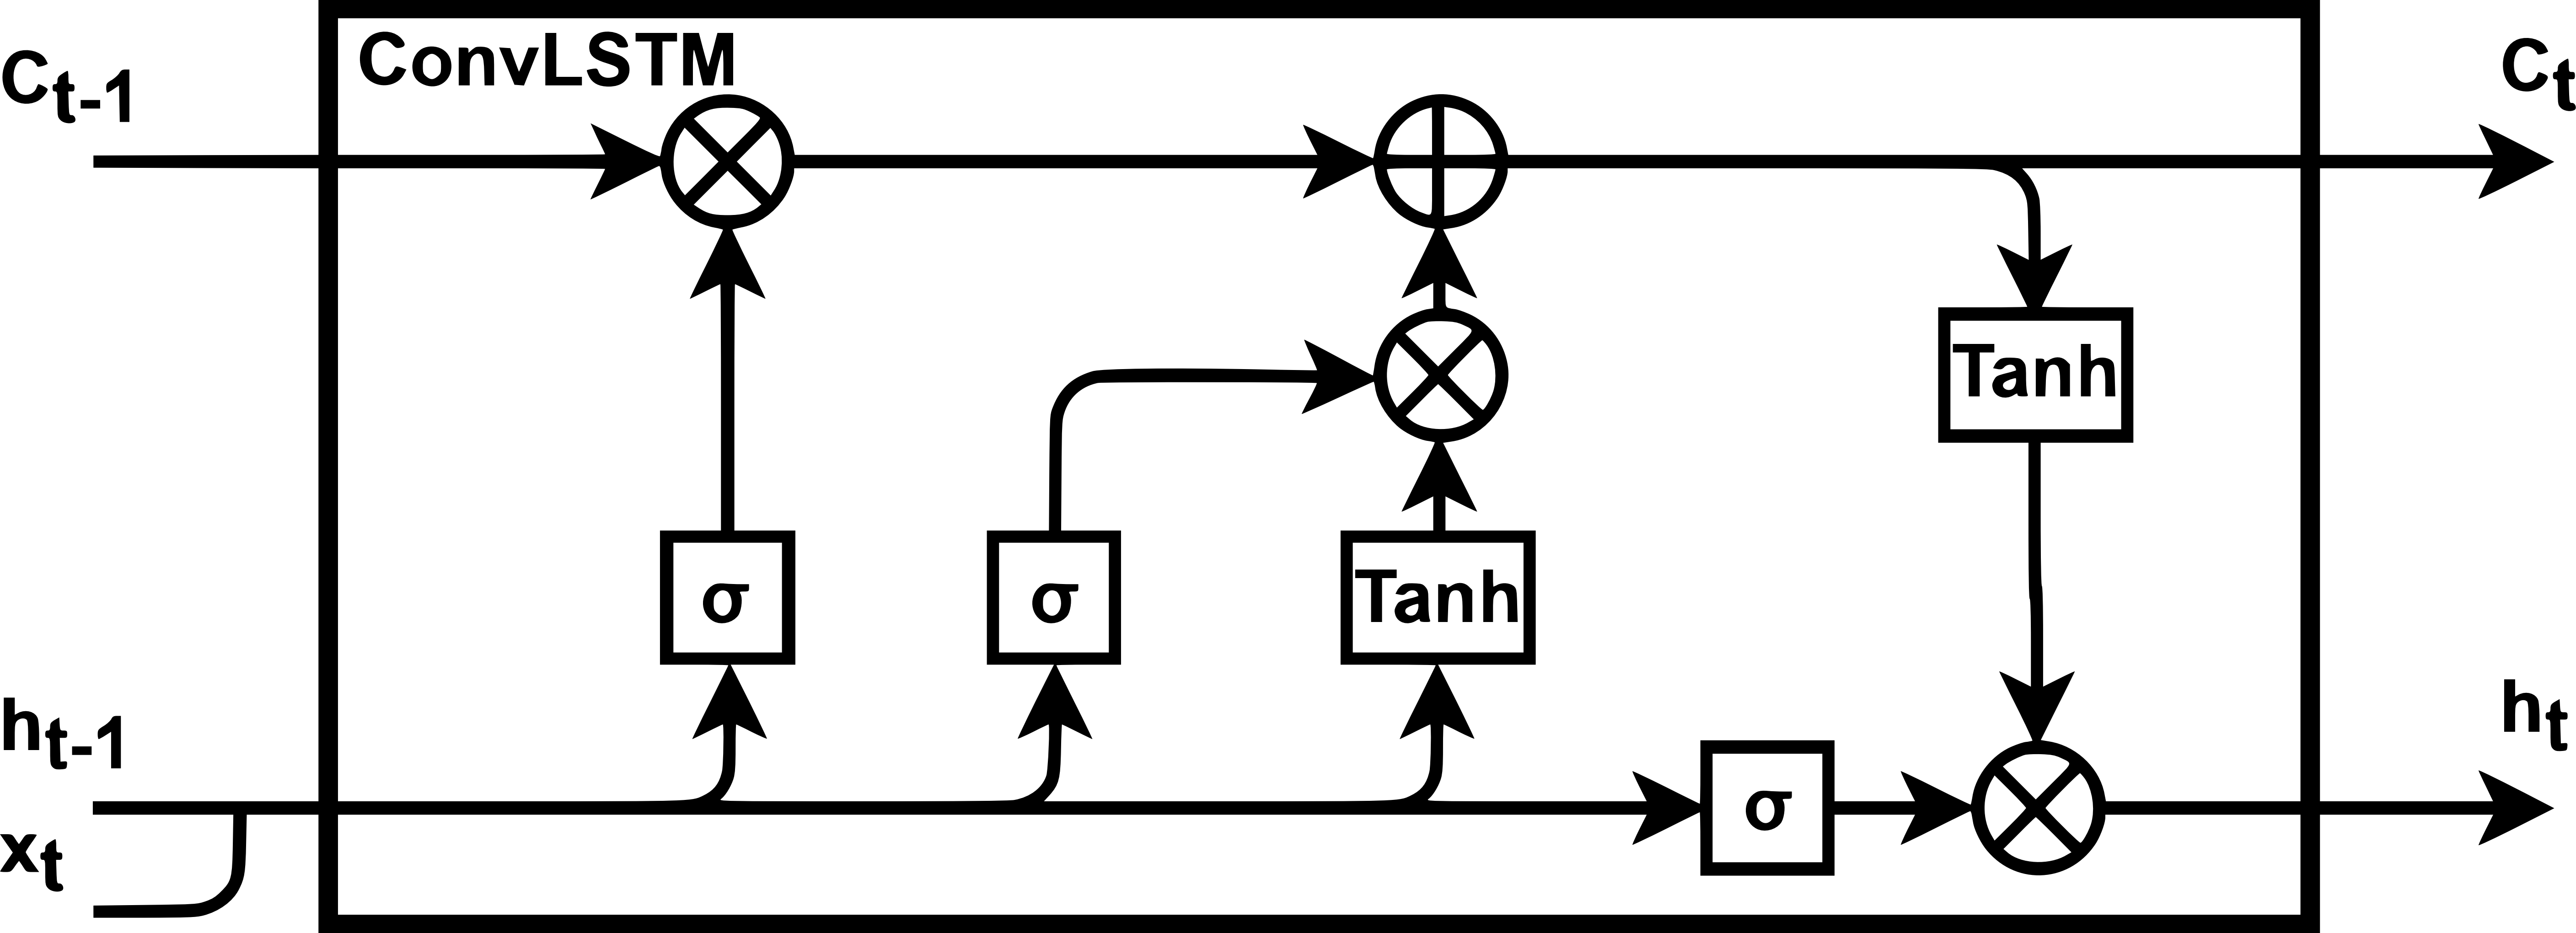 ConvLSTM
Ct-1
Ct
Tanh
σ
σ
Tanh
ht-1
ht
σ
xt